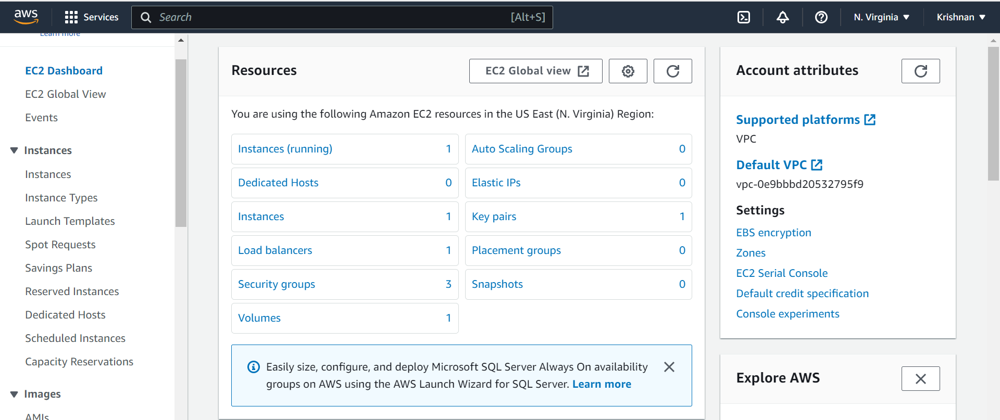 aws
Services
Search
[Alt+S]
N. Virginia
Krishnan
Learn more
EC2 Dashboard
EC2 Global View
Events
Instances
Instances
Instance Types
Launch Templates
Spot Requests
Savings Plans
Reserved Instances
Dedicated Hosts
Scheduled Instances
Capacity Reservations
Images
AMIs
Resources
EC2 Global view
You are using the following Amazon EC2 resources in the US East (N. Virginia) Region:
Instances (running) 1
Auto Scaling Groups 0
Dedicated Hosts 0
Elastic IPs 0
Instances 1
Key pairs 1
Load balancers 1
Placement groups 0
Security groups 3
Snapshots 0
Volumes 1
Easily size, configure, and deploy Microsoft SQL Server Always On availability
groups on AWS using the AWS Launch Wizard for SQL Server. Learn more
Account attributes
Supported platforms
VPC
Default VPC
vpc-0e9bbbd20532795f9
Settings
EBS encryption
Zones
EC2 Serial Console
Default credit specification
Console experiments
Explore AWS